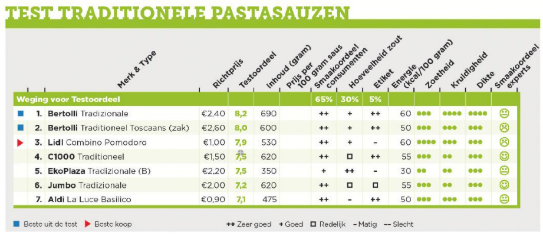 TEST TRADITIONELE PASTASAUZEN
Merk & Type Richtprijs Testoordeel Inhoud (gram) Prijs per 100 gram saus Smaakoordeel consumenten Hoeveelheid zout Etiket Energie (kcal/100 gram) Zoetheid Kruidigheid Dikte Smaakoordeel experts
Weging voor Testoordeel 65% 30% 5%
1. Bertolli Tradizionale €2,40 8,2 690 ++ + ++ 60
2. Bertolli Traditioneel Toscaans (zak) €2,60 8,0 600 ++ + ++ 50
3. Lidl Combino Pomodoro €1,00 7,9 530 ++ + – 60
4. C1000 Traditioneel €1,50 7,5 620 ++ ++ 55
5. EkoPlaza Tradizionale (B) €2,20 7,5 350 + ++ – 30
6. Jumbo Tradizionale €2,00 7,2 620 ++ 55
7. Aldi La Luce Basilico €0,90 7,1 475 ++ – ++ 50
Beste uit de test Beste koop ++ Zeer goed + Goed Redelijk – Matig –– Slecht